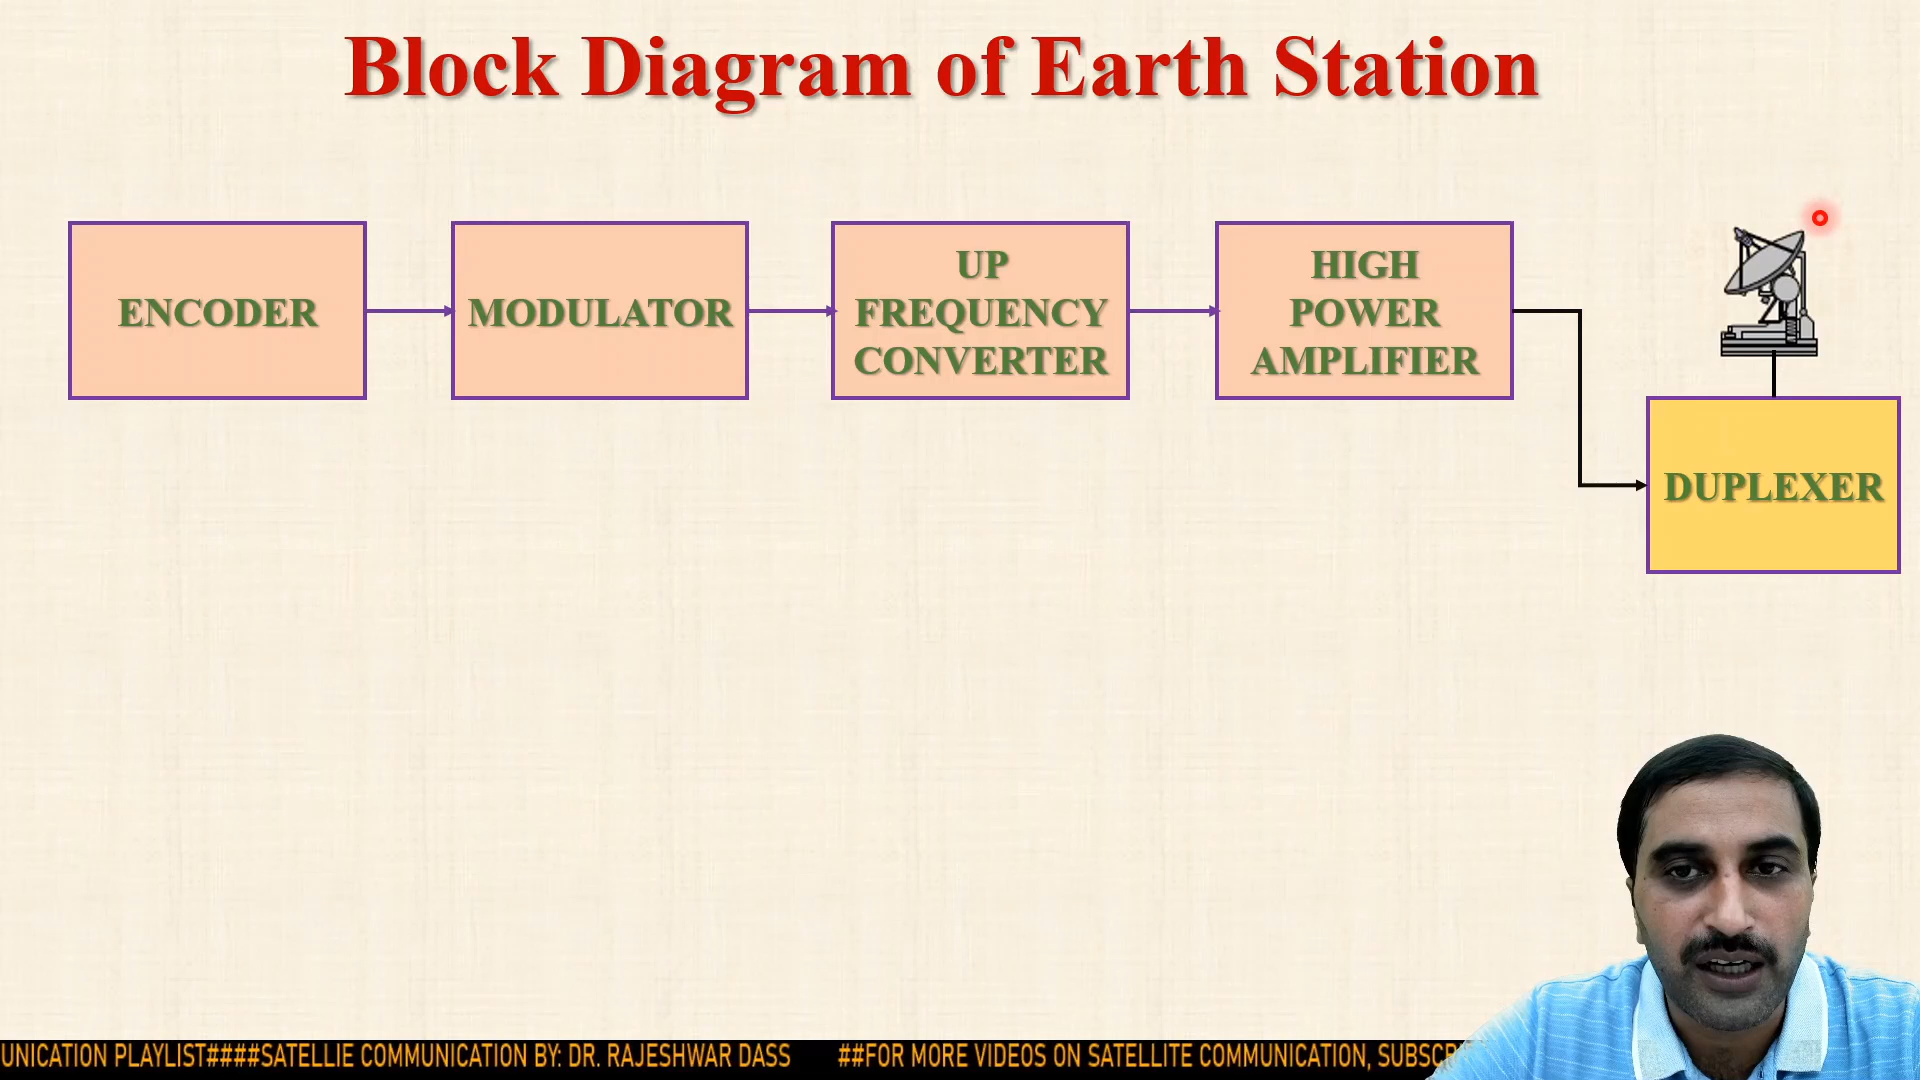 Block Diagram of Earth Station
ENCODER
MODULATOR
UP
FREQUENCY
CONVERTER
HIGH
POWER
AMPLIFIER
DUPLEXER
UNICATION PLAYLIST####SATELLIE COMMUNICATION BY: DR. RAJESHWAR DASS ##FOR MORE VIDEOS ON SATELLITE COMMUNICATION, SUBSCR